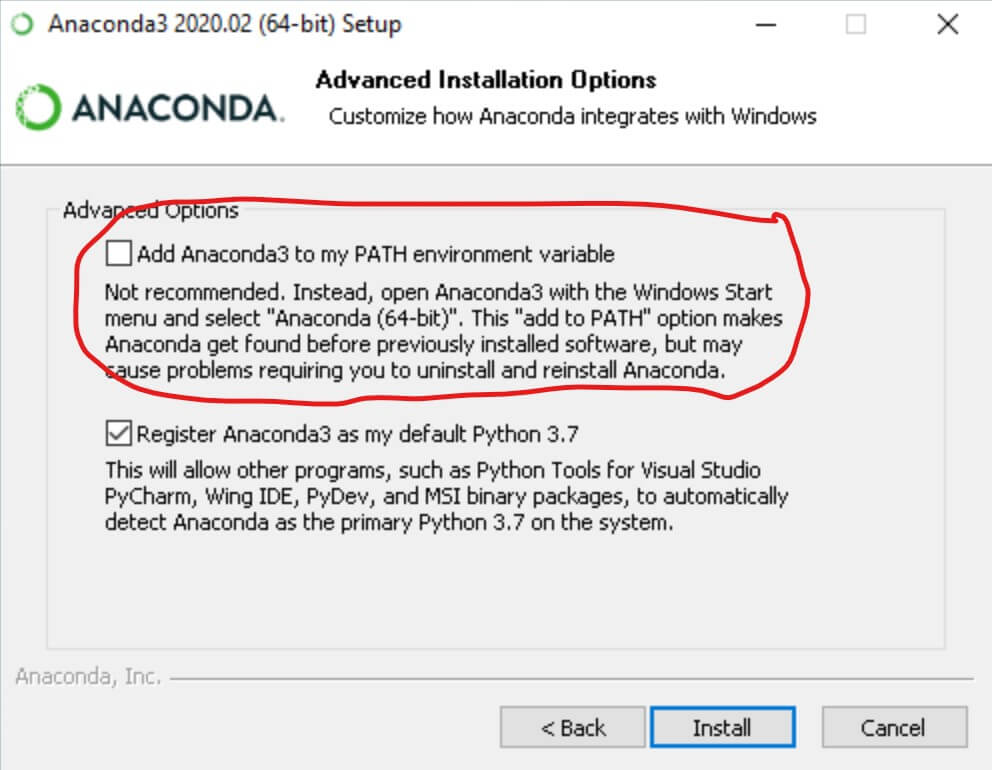 Anaconda3 2020.02 (64-bit) Setup
ANACONDA.
Advanced Installation Options
Customize how Anaconda integrates with Windows
Advanced Options
Add Anaconda3 to my PATH environment variable
Not recommended. Instead, open Anaconda3 with the Windows Start
menu and select "Anaconda (64-bit)". This "add to PATH" option makes
Anaconda get found before previously installed software, but may
cause problems requiring you to uninstall and reinstall Anaconda.
Register Anaconda3 as my default Python 3.7
This will allow other programs, such as Python Tools for Visual Studio
PyCharm, Wing IDE, PyDev, and MSI binary packages, to automatically
detect Anaconda as the primary Python 3.7 on the system.
Anaconda, Inc.
< Back
Install
Cancel